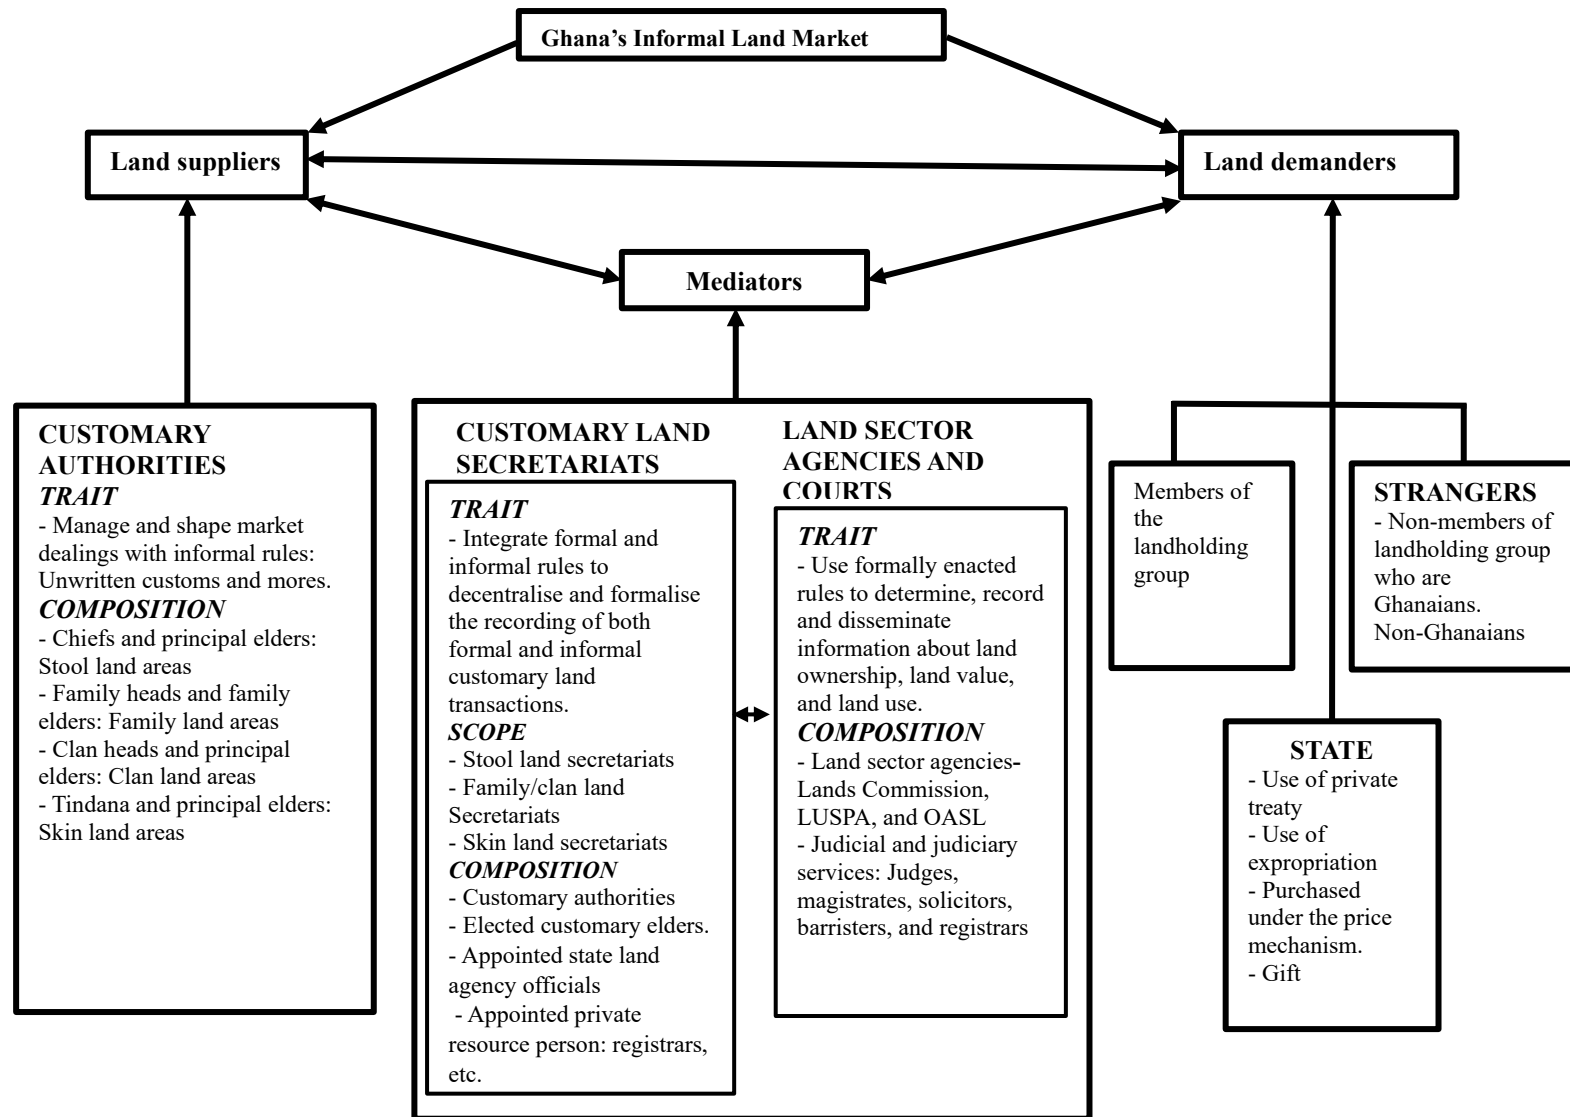 Ghana’s Informal Land Market
Land suppliers
Land demanders
Mediators
CUSTOMARY
AUTHORITIES
TRAIT
- Manage and shape market
dealings with informal rules:
Unwritten customs and mores.
COMPOSITION
- Chiefs and principal elders:
Stool land areas
- Family heads and family
elders: Family land areas
- Clan heads and principal
elders: Clan land areas
- Tindana and principal elders:
Skin land areas
CUSTOMARY LAND
SECRETARIATS
TRAIT
- Integrate formal and
informal rules to
decentralise and formalise
the recording of both
formal and informal
customary land
transactions.
SCOPE
- Stool land secretariats
- Family/clan land
Secretariats
- Skin land secretariats
COMPOSITION
- Customary authorities
- Elected customary elders.
- Appointed state land
agency officials
- Appointed private
resource person: registrars,
etc.
LAND SECTOR
AGENCIES AND
COURTS
TRAIT
- Use formally enacted
rules to determine, record
and disseminate
information about land
ownership, land value,
and land use.
COMPOSITION
- Land sector agencies-
Lands Commission,
LUSPA, and OASL
- Judicial and judiciary
services: Judges,
magistrates, solicitors,
barristers, and registrars
Members of
the
landholding
group
STRANGERS
- Non-members of
landholding group
who are
Ghanaians.
Non-Ghanaians
STATE
- Use of private
treaty
- Use of
expropriation
- Purchased
under the price
mechanism.
- Gift